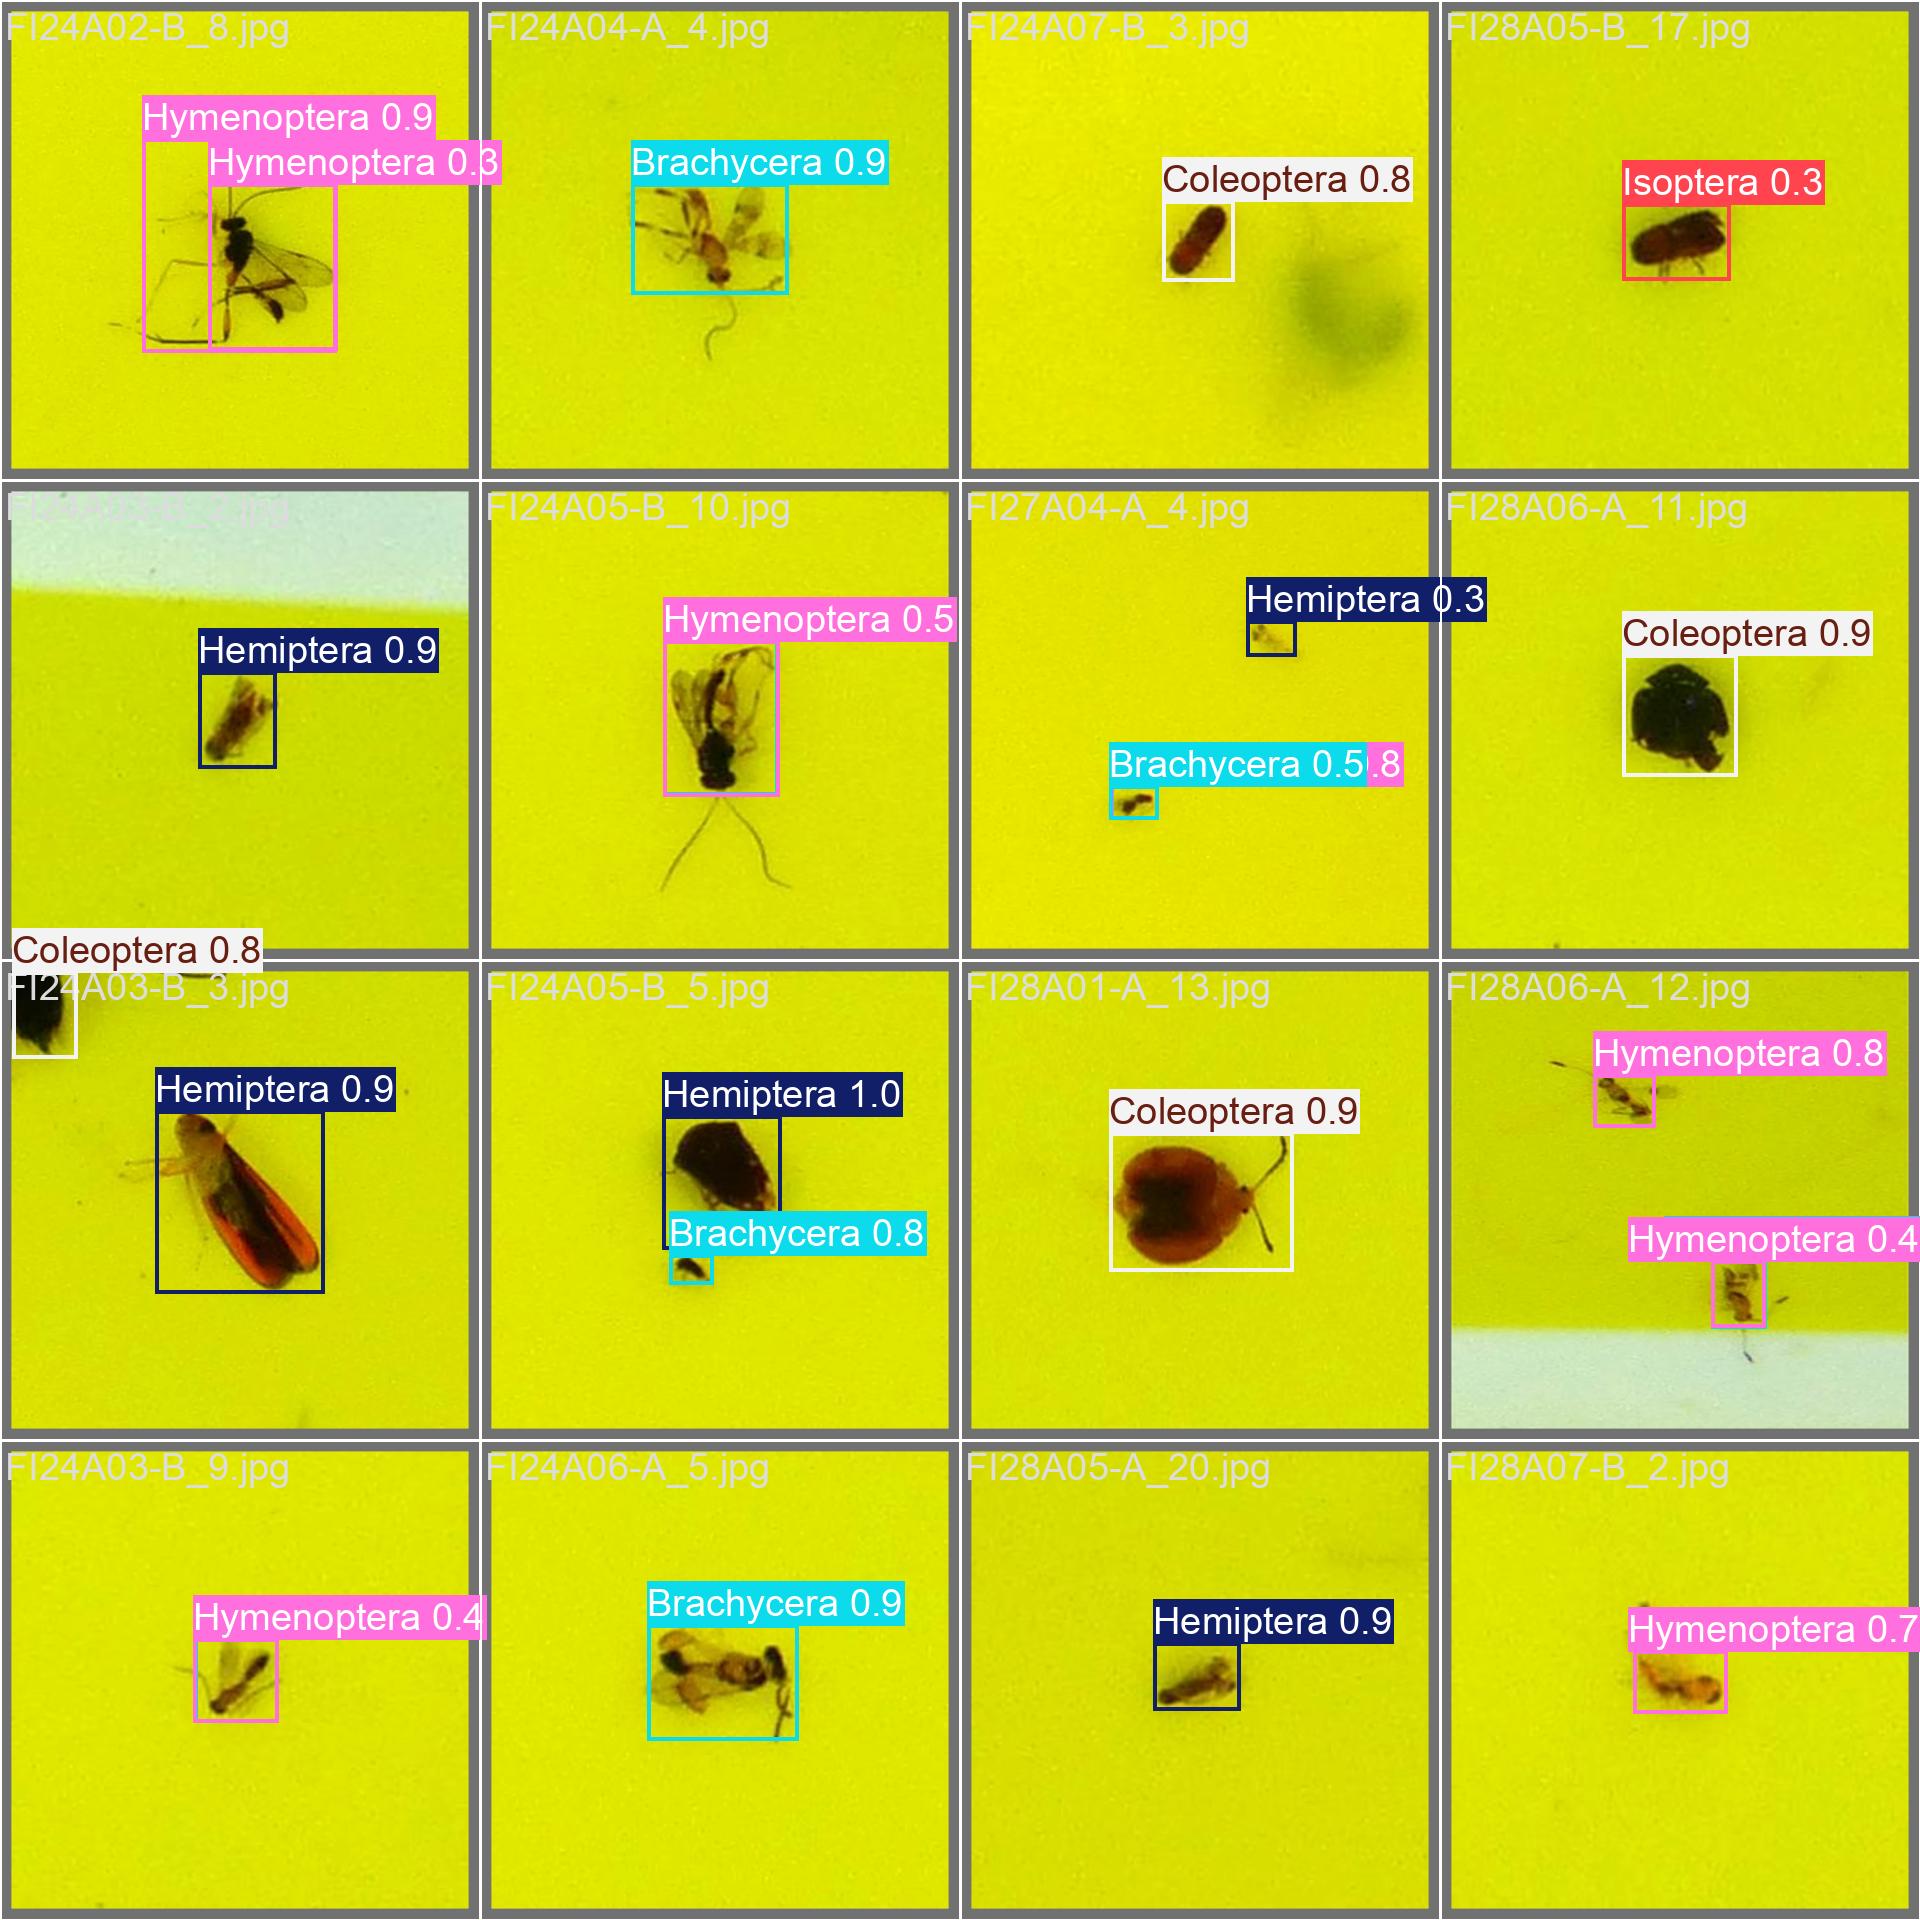 FI24A02-B_8.jpg
Hymenoptera 0.9
Hymenoptera 0.3
FI24A04-A_4.jpg
Brachycera 0.9
FI24A07-B_3.jpg
Coleoptera 0.8
FI28A05-B_17.jpg
Isoptera 0.3
FI24A03-B_2.jpg
Hemiptera 0.9
FI24A05-B_10.jpg
Hymenoptera 0.5
FI27A04-A_4.jpg
Hemiptera 0.3
Brachycera 0.5
.8
FI28A06-A_11.jpg
Coleoptera 0.9
Coleoptera 0.8
FI24A03-B_3.jpg
Hemiptera 0.9
FI24A05-B_5.jpg
Hemiptera 1.0
Brachycera 0.8
FI28A01-A_13.jpg
Coleoptera 0.9
FI28A06-A_12.jpg
Hymenoptera 0.8
Hymenoptera 0.4
FI24A03-B_9.jpg
Hymenoptera 0.4
FI24A06-A_5.jpg
Brachycera 0.9
FI28A05-A_20.jpg
Hemiptera 0.9
FI28A07-B_2.jpg
Hymenoptera 0.7